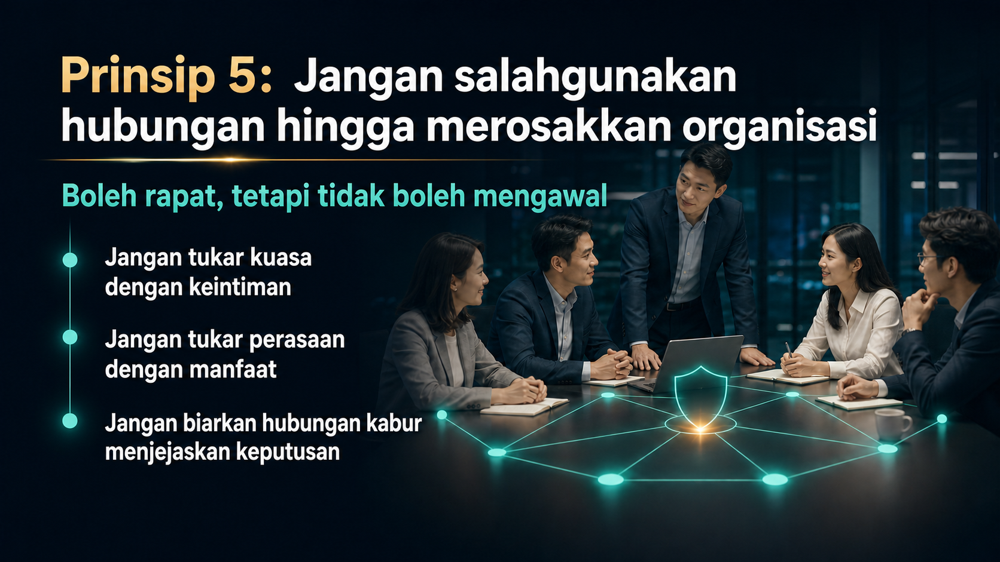 Prinsip 5: Jangan salahgunakan
hubungan hingga merosakkan organisasi
Boleh rapat, tetapi tidak boleh mengawal
Jangan tukar kuasa
dengan keintiman
Jangan tukar perasaan
dengan manfaat
Jangan biarkan hubungan kabur
menjejaskan keputusan